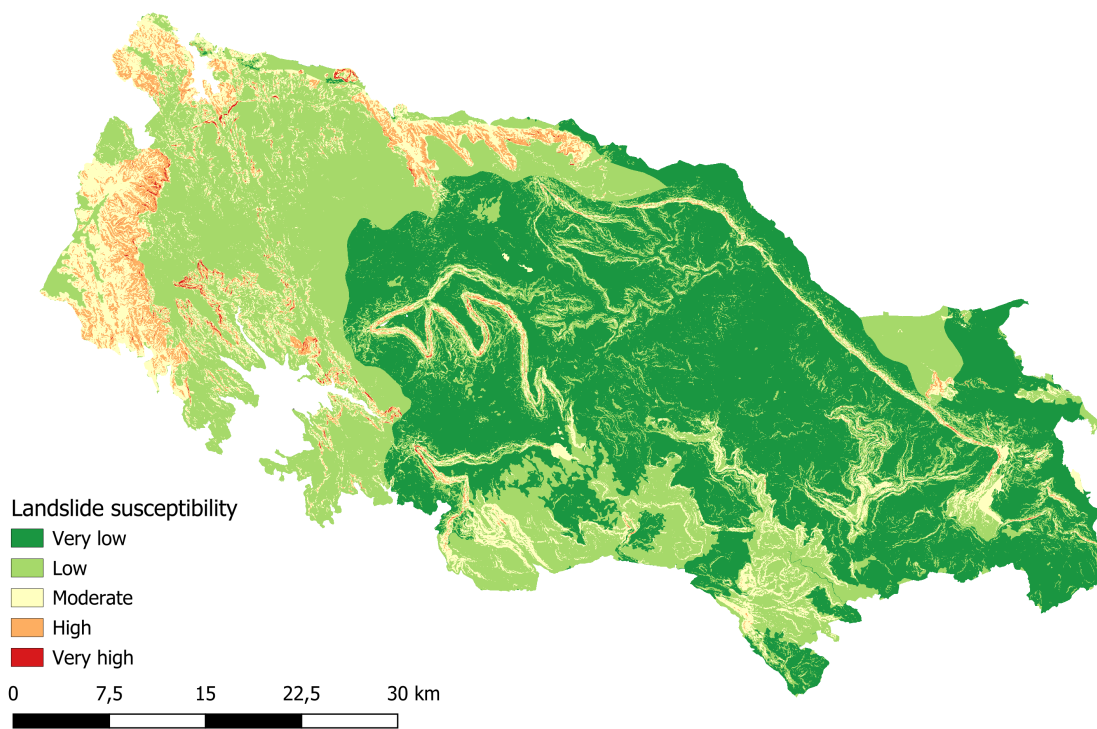 Landslide susceptibility
Very low
Low
Moderate
High
Very high
0 7,5 15 22,5 30 km